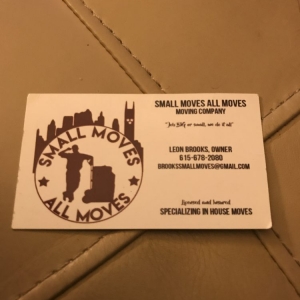 SMALL MOVES
ALL MOVES
SMALL MOVES ALL MOVES
MOVING COMPANY
"Job BIG or small, we do it all"
LEON BROOKS, OWNER
615-678-2080
BROOKSSMALLMOVES@GMAIL.COM
Licensed and Insured
SPECIALIZING IN HOUSE MOVES